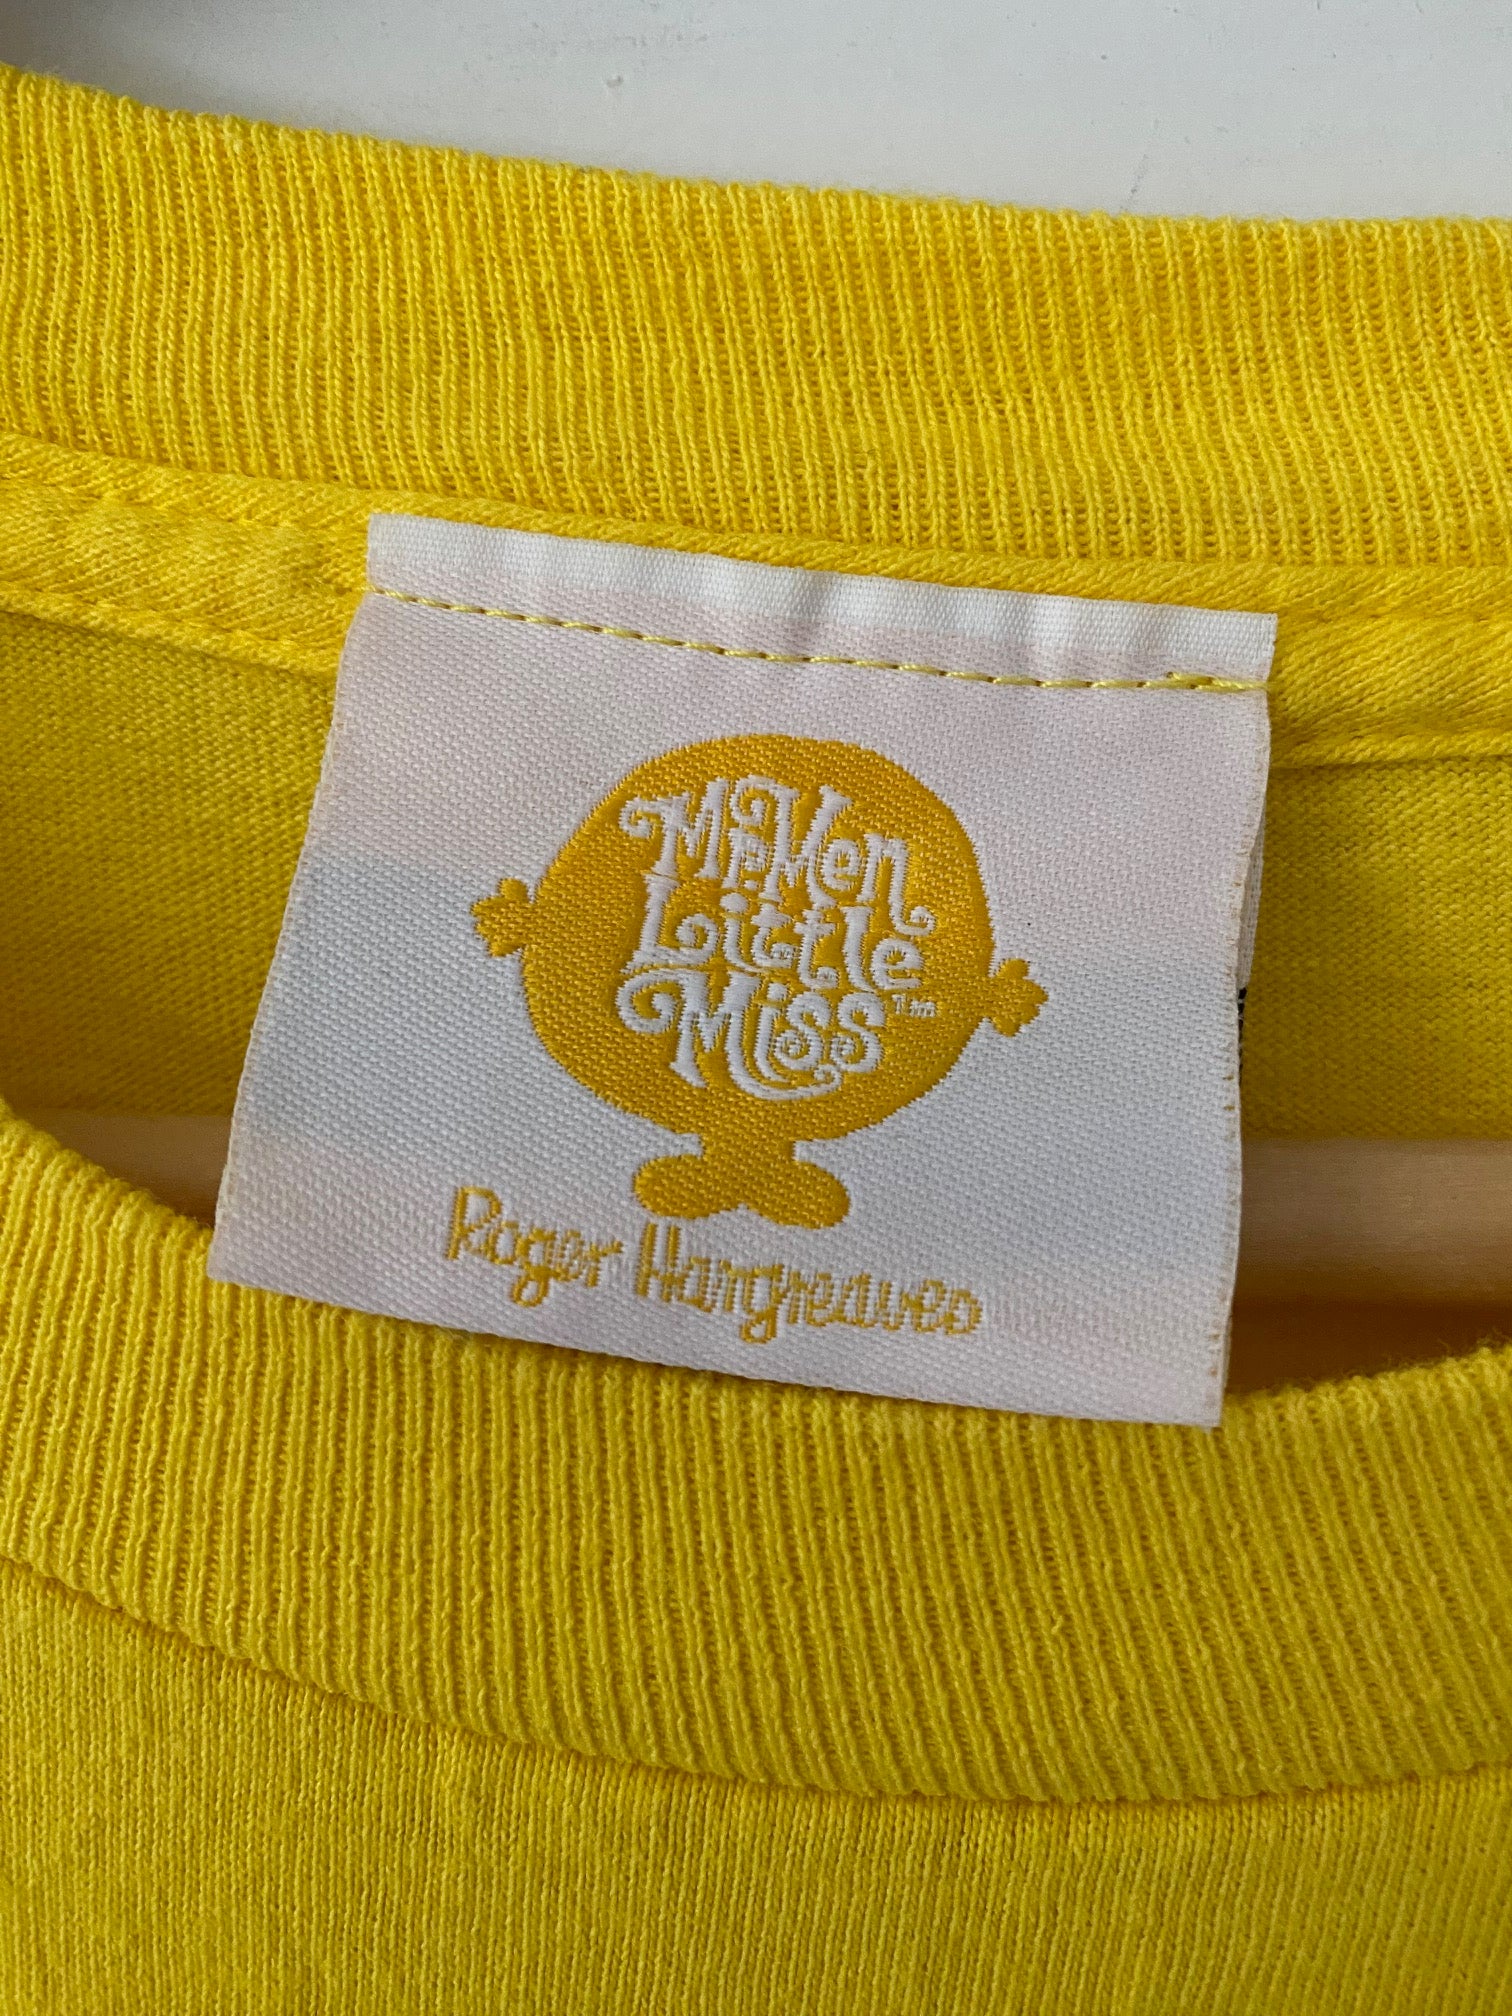 Mr.Men
Little
Miss™
Roger Hargreaves